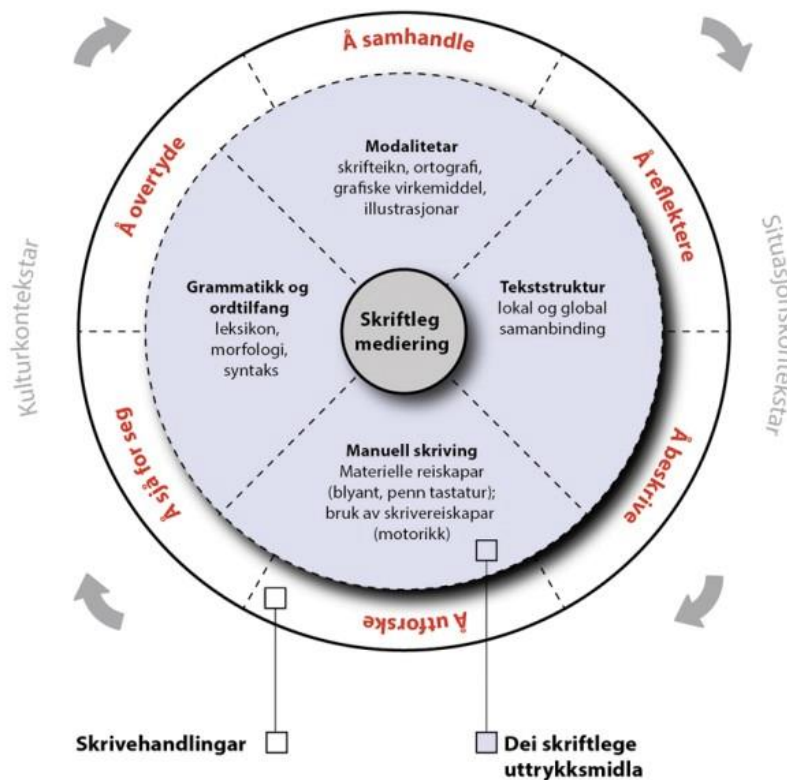 Å samhandle
Å overtyde
Å reflektere
Modalitetar
skrifteikn, ortografi,
grafiske virkemiddel,
illustrasjonar
Kulturkontekstar
Situasjonskontekstar
Grammatikk og
ordtilfang
leksikon,
morfologi,
syntaks
Skriftleg
mediering
Tekststruktur
lokal og global
samanbinding
Manuell skriving
Materielle reiskapar
(blyant, penn tastatur);
bruk av skrivereiskapar
(motorikk)
Å sjå for seg
Å beskrive
Å utforske
Skrivehandlingar
Dei skriftlege
uttrykksmidla